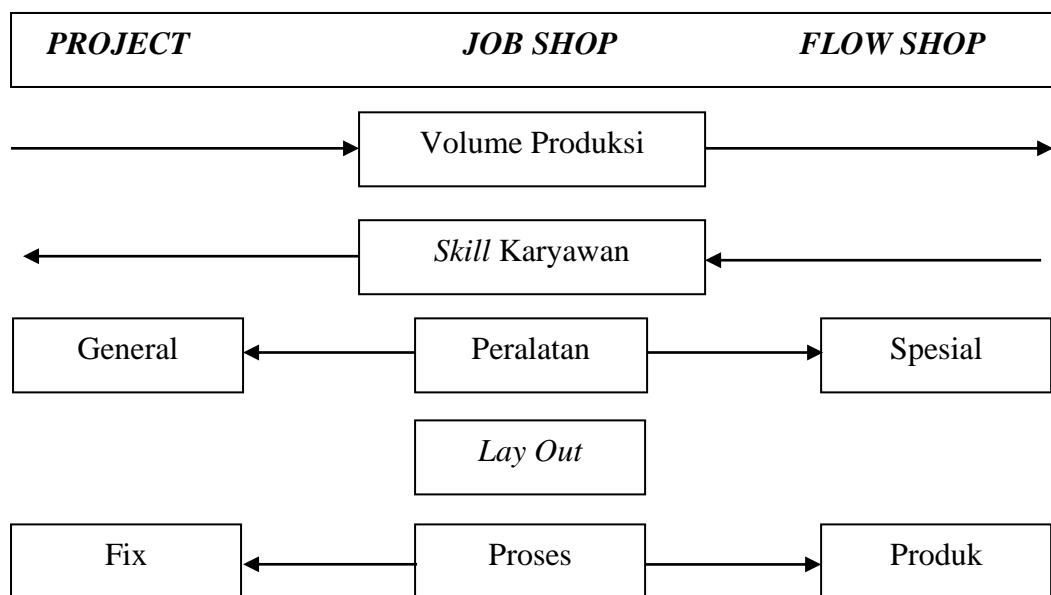 PROJECT JOB SHOP FLOW SHOP
Volume Produksi
Skill Karyawan
General Peralatan Spesial
Lay Out
Fix Proses Produk